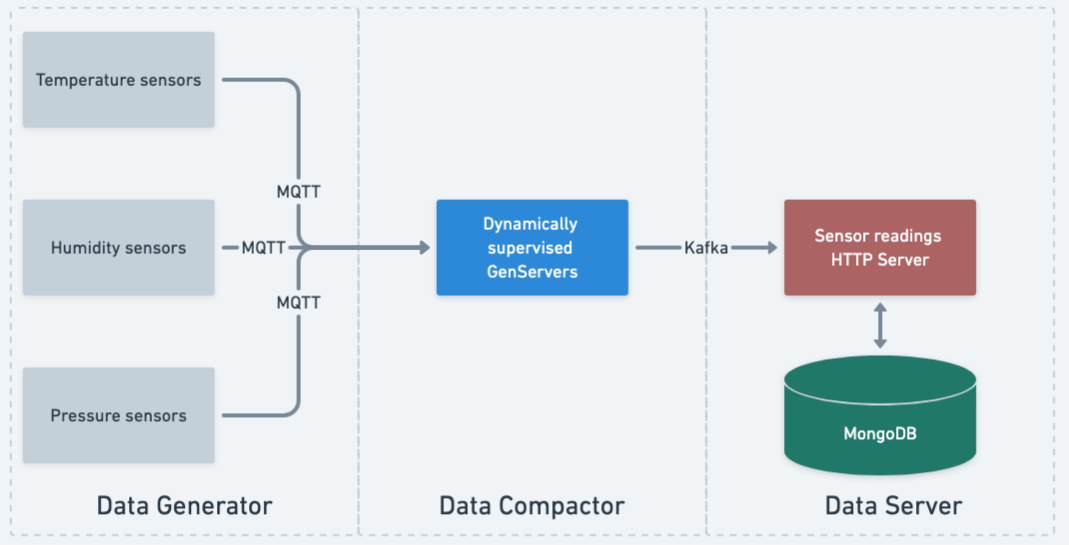 Temperature sensors
MQTT
Humidity sensors
MQTT
MQTT
Pressure sensors
Data Generator
Dynamically
supervised
GenServers
Data Compactor
Kafka
Sensor readings
HTTP Server
MongoDB
Data Server